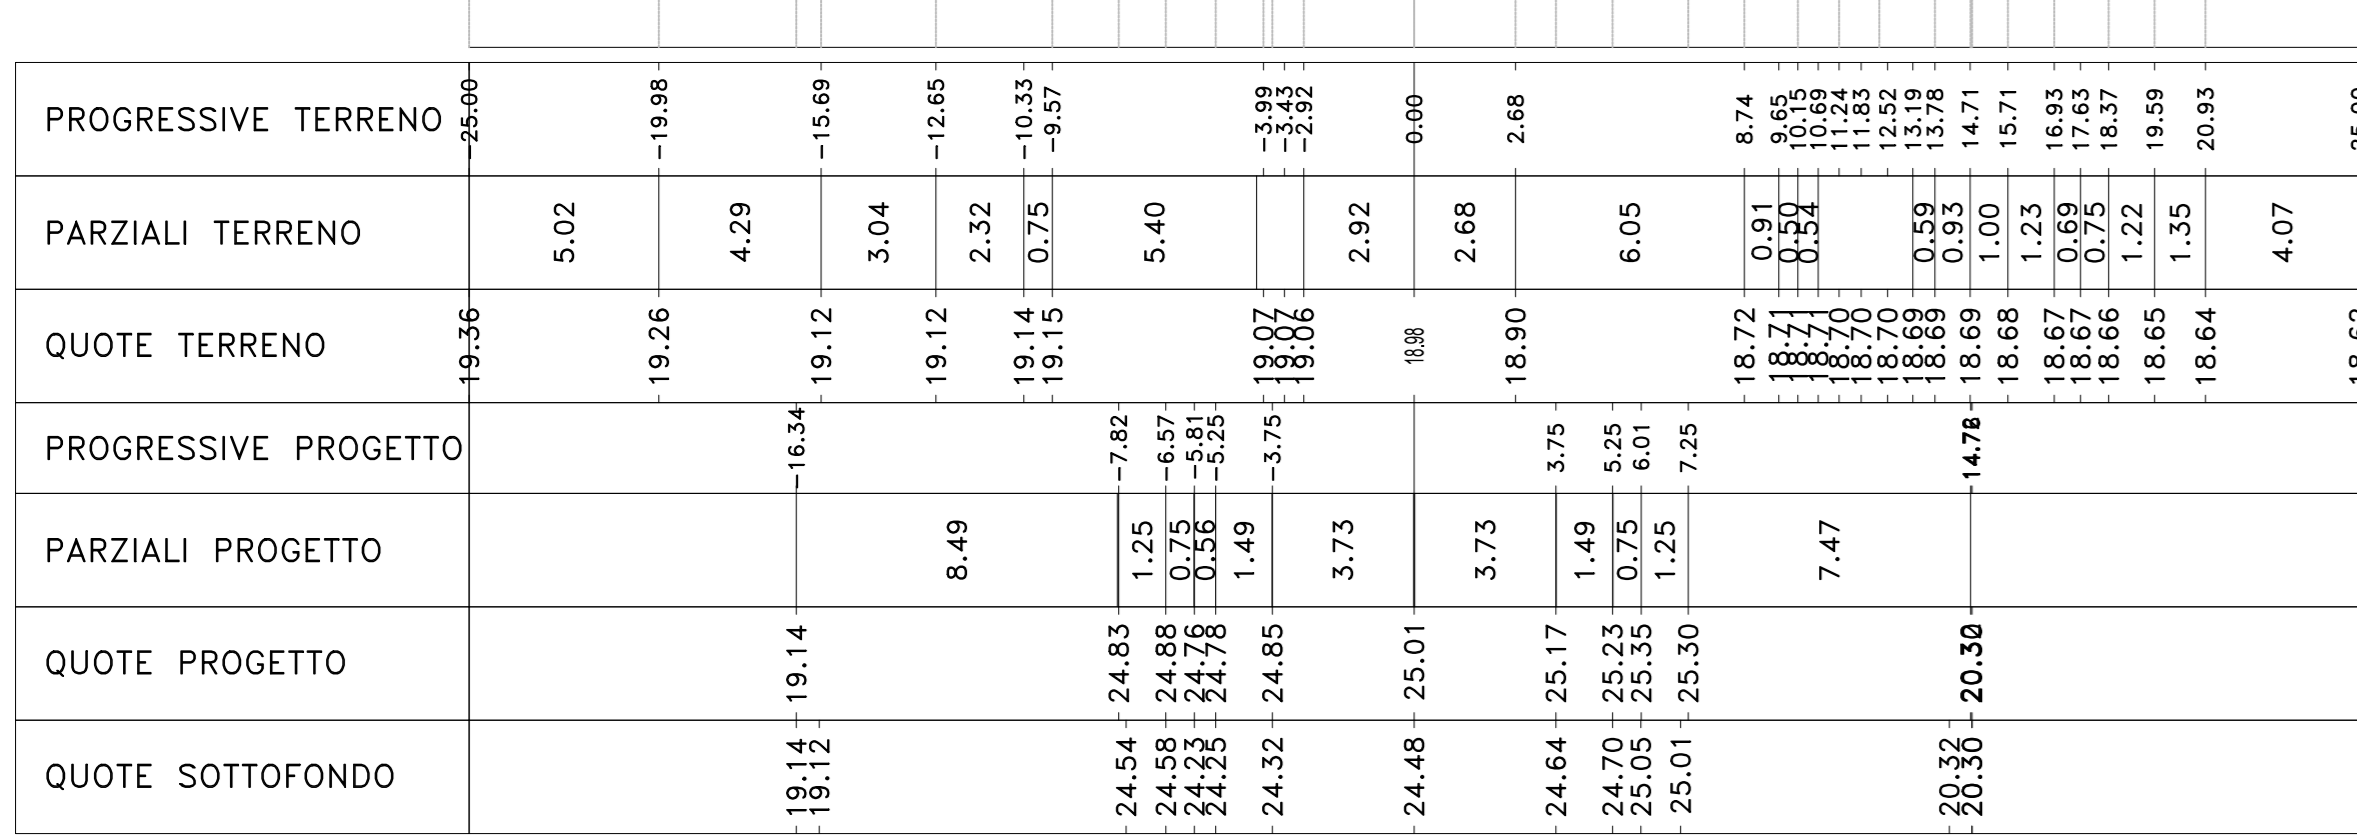 PROGRESSIVE TERRENO -25.00 -19.98 -15.69 -12.65 -10.33 -9.57 -3.99 -3.43 -2.92 0.00 2.68 8.74 9.65 10.15 10.69 11.24 11.83 12.52 13.19 13.78 14.71 15.71 16.93 17.63 18.37 19.59 20.93
PARZIALI TERRENO 5.02 4.29 3.04 2.32 0.75 5.40 2.92 2.68 6.05 0.91 0.50 0.54 0.59 0.93 1.00 1.23 0.69 0.75 1.22 1.35 4.07
QUOTE TERRENO 19.36 19.26 19.12 19.12 19.14 19.15 19.07 19.07 19.06 18.98 18.90 18.72 18.71 18.71 18.71 18.70 18.70 18.70 18.69 18.69 18.69 18.68 18.67 18.67 18.66 18.65 18.64
PROGRESSIVE PROGETTO -16.34 -7.82 -6.57 -5.81 -5.25 -3.75 3.75 5.25 6.01 7.25
PARZIALI PROGETTO 8.49 1.25 0.75 0.56 1.49 3.73 3.73 1.49 0.75 1.25 7.47
QUOTE PROGETTO 19.14 24.83 24.88 24.76 24.78 24.85 25.01 25.17 25.23 25.35 25.30
QUOTE SOTTOFONDO 19.14 19.12 24.54 24.58 24.23 24.25 24.32 24.48 24.64 24.70 25.05 25.01 20.32 20.30